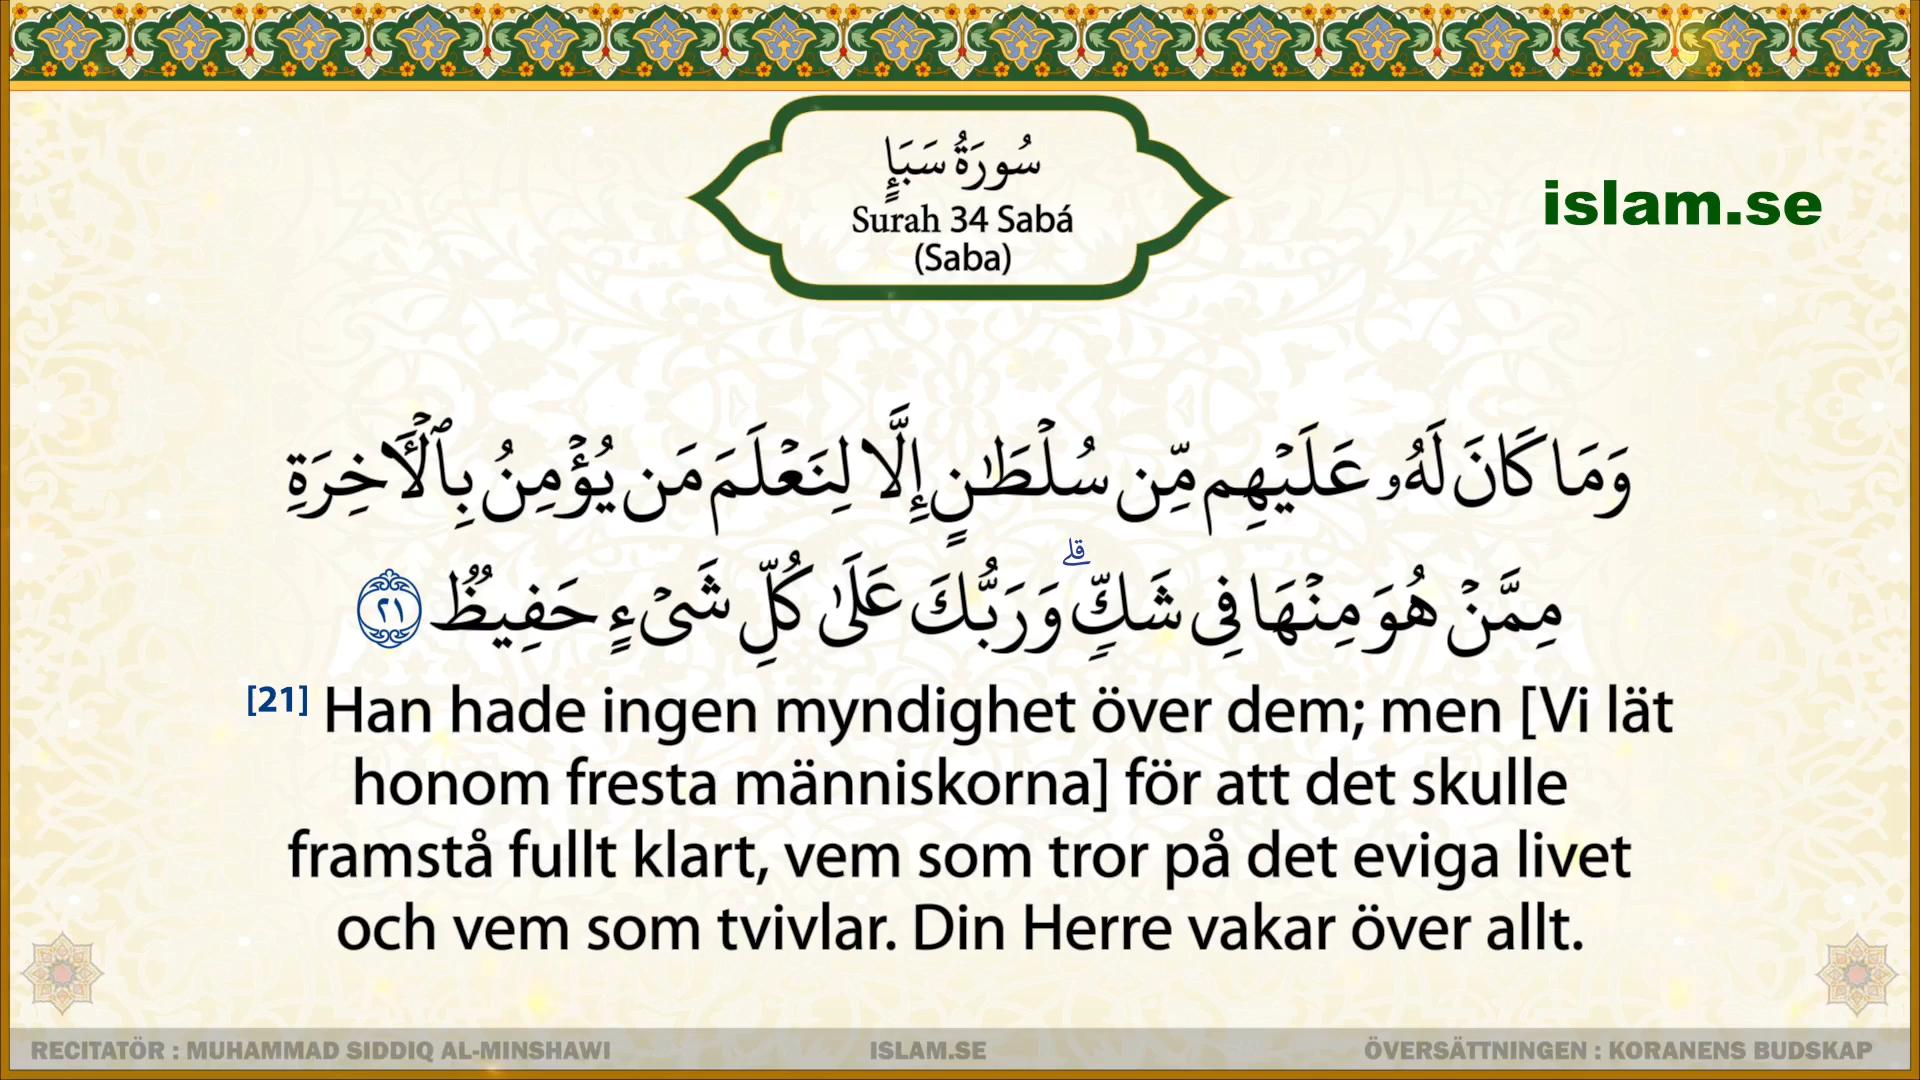 سُورَةُ سَبَإٍ
Surah 34 Sabá
(Saba)
islam.se
وَمَا كَانَ لَهُۥ عَلَيْهِم مِّن سُلْطَٰنٍ إِلَّا لِنَعْلَمَ مَن يُؤْمِنُ بِٱلْـَٔاخِرَةِ
مِمَّنْ هُوَ مِنْهَا فِى شَكٍّ ۗ وَرَبُّكَ عَلَىٰ كُلِّ شَىْءٍ حَفِيظٌ ٢١
[21] Han hade ingen myndighet över dem; men [Vi lät
honom fresta människorna] för att det skulle
framstå fullt klart, vem som tror på det eviga livet
och vem som tvivlar. Din Herre vakar över allt.
RECITATÖR : MUHAMMAD SIDDIQ AL-MINSHAWI
ISLAM.SE
ÖVERSÄTTNINGEN : KORANENS BUDSKAP